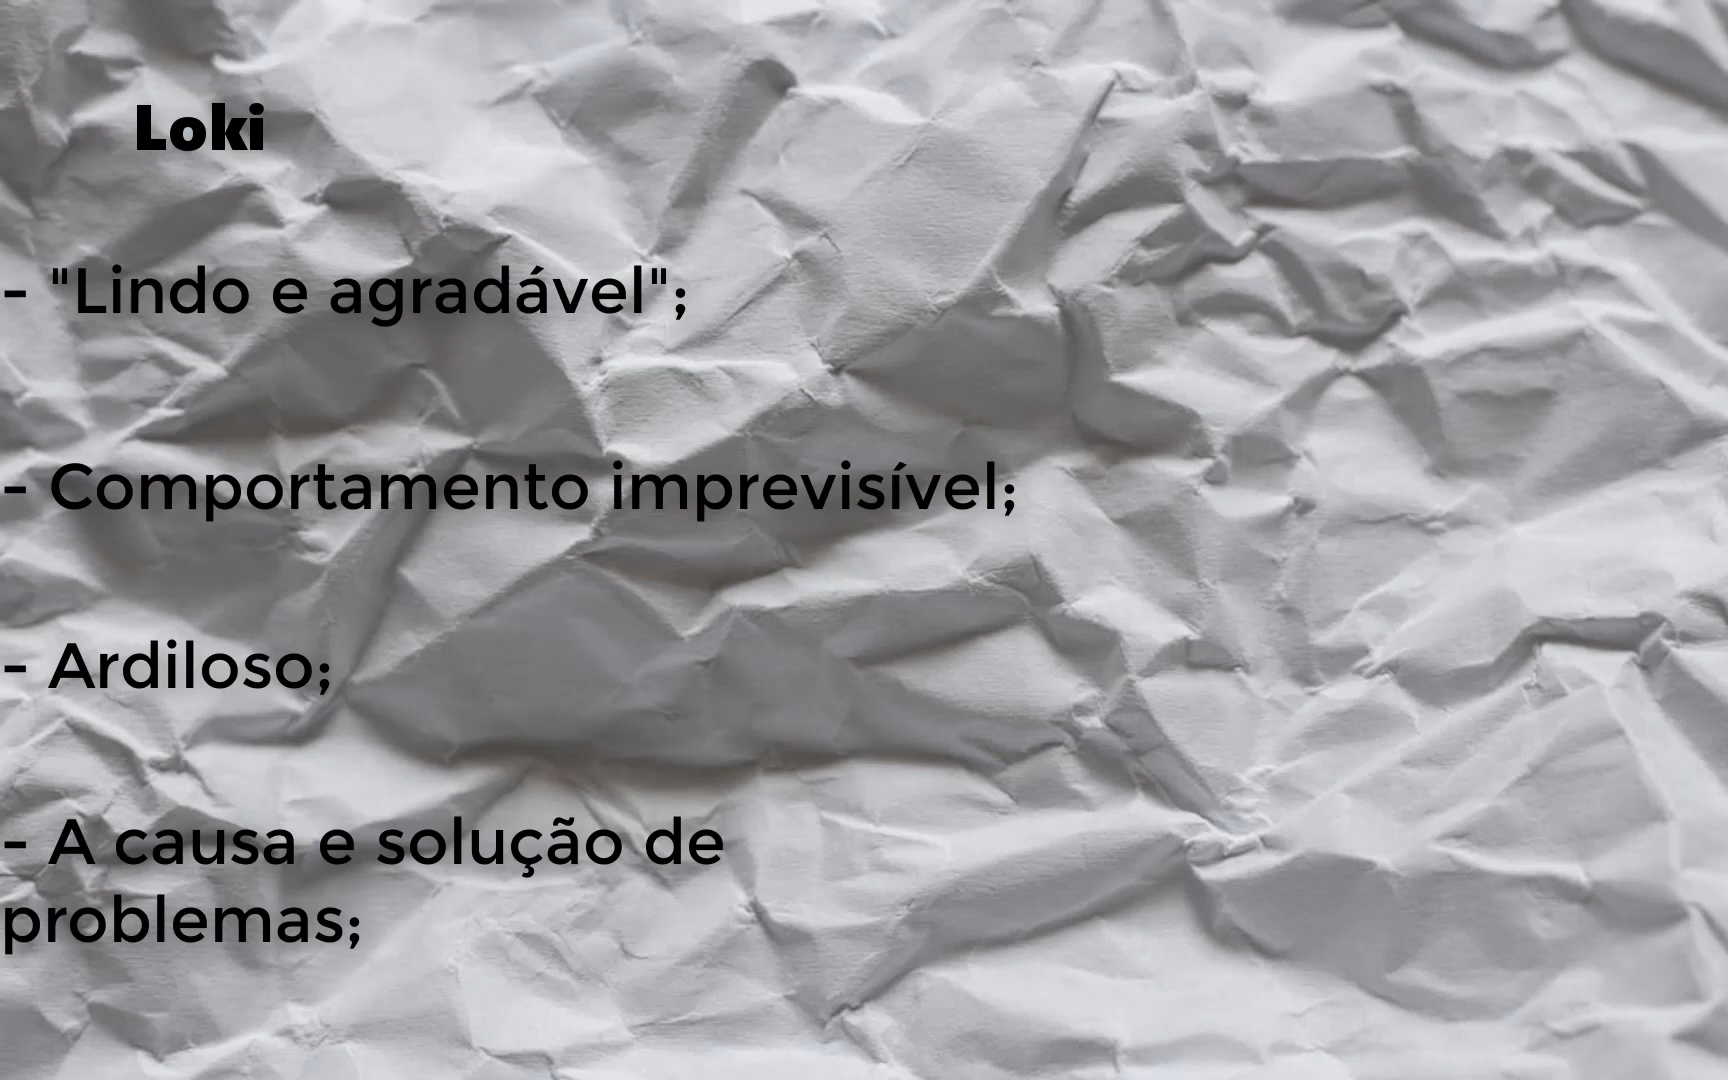 Loki
- "Lindo e agradável";
- Comportamento imprevisível;
- Ardiloso;
- A causa e solução de
problemas;